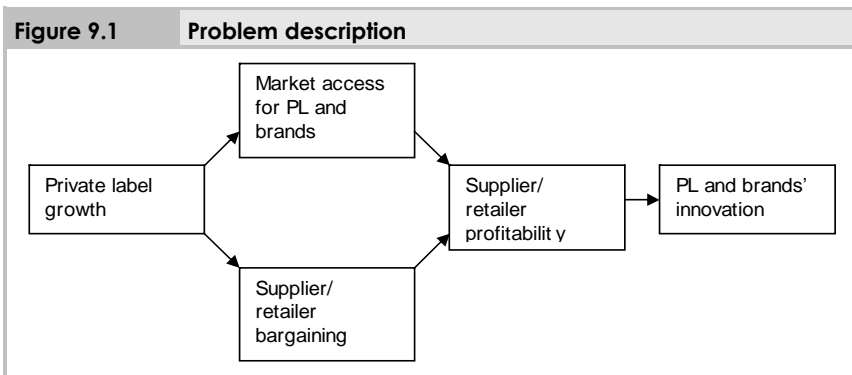 Figure 9.1 Problem description
Market access
for PL and
brands
Private label
growth
Supplier/
retailer
profitability
PL and brands’
innovation
Supplier/
retailer
bargaining